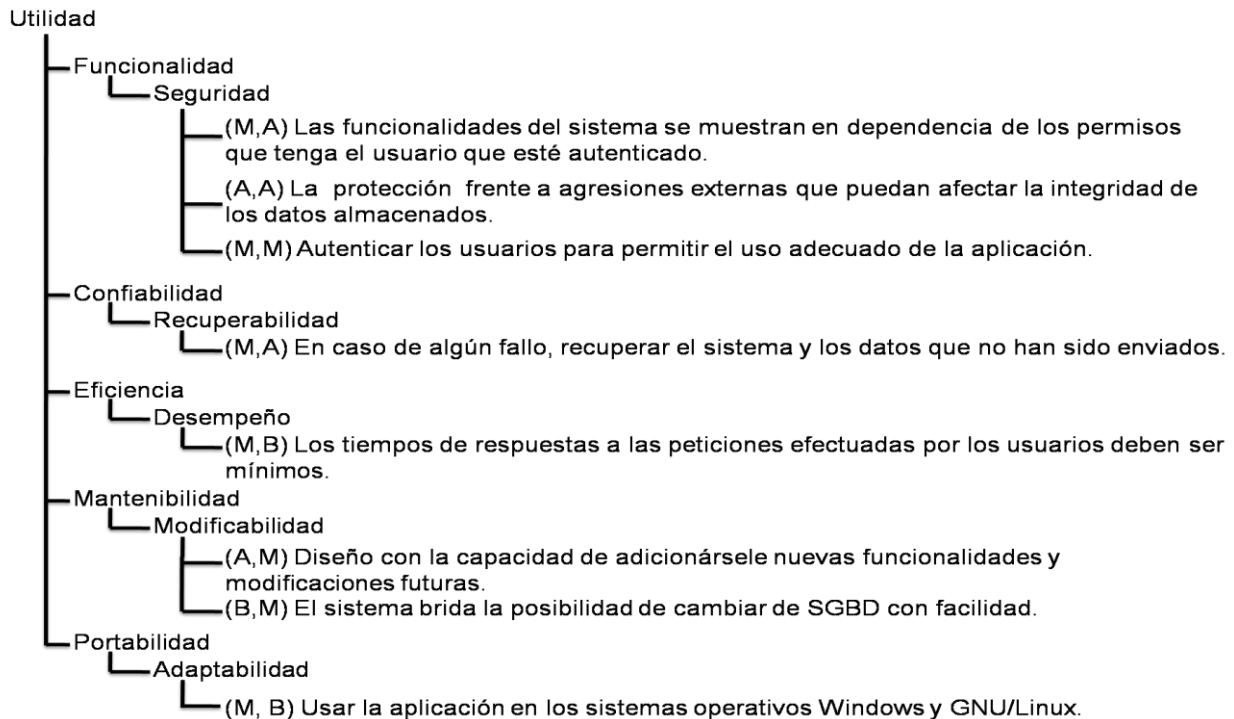 Utilidad
Funcionalidad
Seguridad
(M,A) Las funcionalidades del sistema se muestran en dependencia de los permisos
que tenga el usuario que esté autenticado.
(A,A) La protección frente a agresiones externas que puedan afectar la integridad de
los datos almacenados.
(M,M) Autenticar los usuarios para permitir el uso adecuado de la aplicación.
Confiabilidad
Recuperabilidad
(M,A) En caso de algún fallo, recuperar el sistema y los datos que no han sido enviados.
Eficiencia
Desempeño
(M,B) Los tiempos de respuestas a las peticiones efectuadas por los usuarios deben ser
mínimos.
Mantenibilidad
Modificabilidad
(A,M) Diseño con la capacidad de adicionársele nuevas funcionalidades y
modificaciones futuras.
(B,M) El sistema brida la posibilidad de cambiar de SGBD con facilidad.
Portabilidad
Adaptabilidad
(M, B) Usar la aplicación en los sistemas operativos Windows y GNU/Linux.